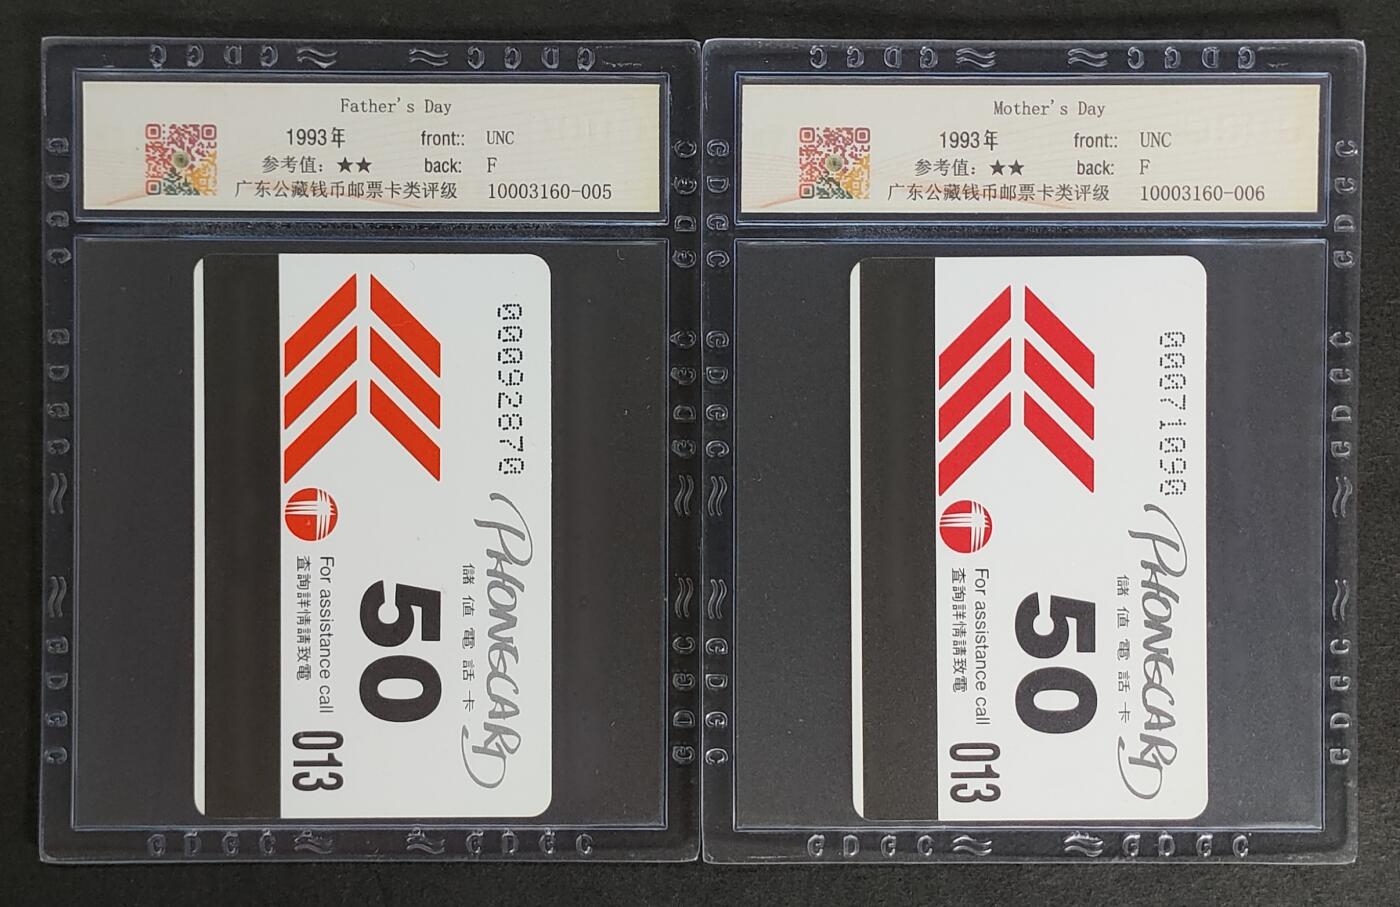 Father's Day
1993年 front:: UNC
参考值：★★ back: F
广东公藏钱币邮票卡类评级 10003160-005
00092870
PHONECARD
儲值電話卡
50
For assistance call 013
查詢詳情請致電
Mother's Day
1993年 front:: UNC
参考值：★★ back: F
广东公藏钱币邮票卡类评级 10003160-006
00071090
PHONECARD
儲值電話卡
50
For assistance call 013
查詢詳情請致電